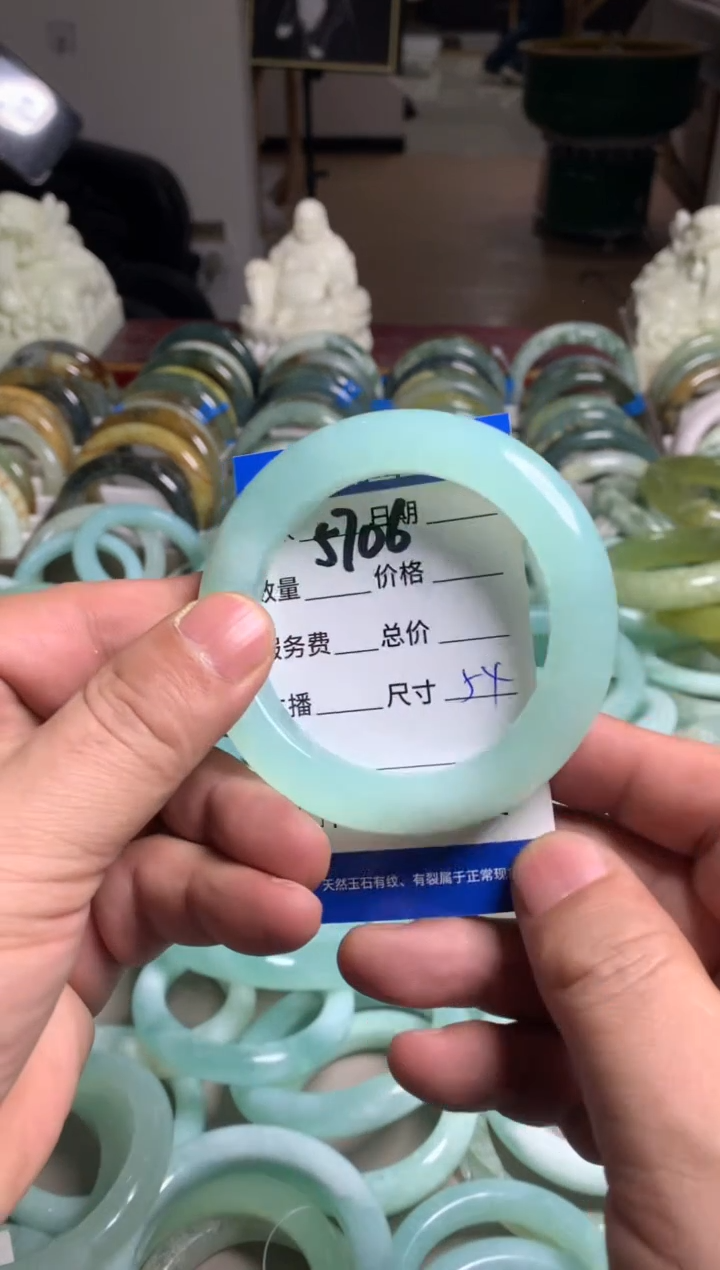 日期
5706
数量 价格
服务费 总价
播 尺寸 54
天然玉石有纹、有裂属于正常现